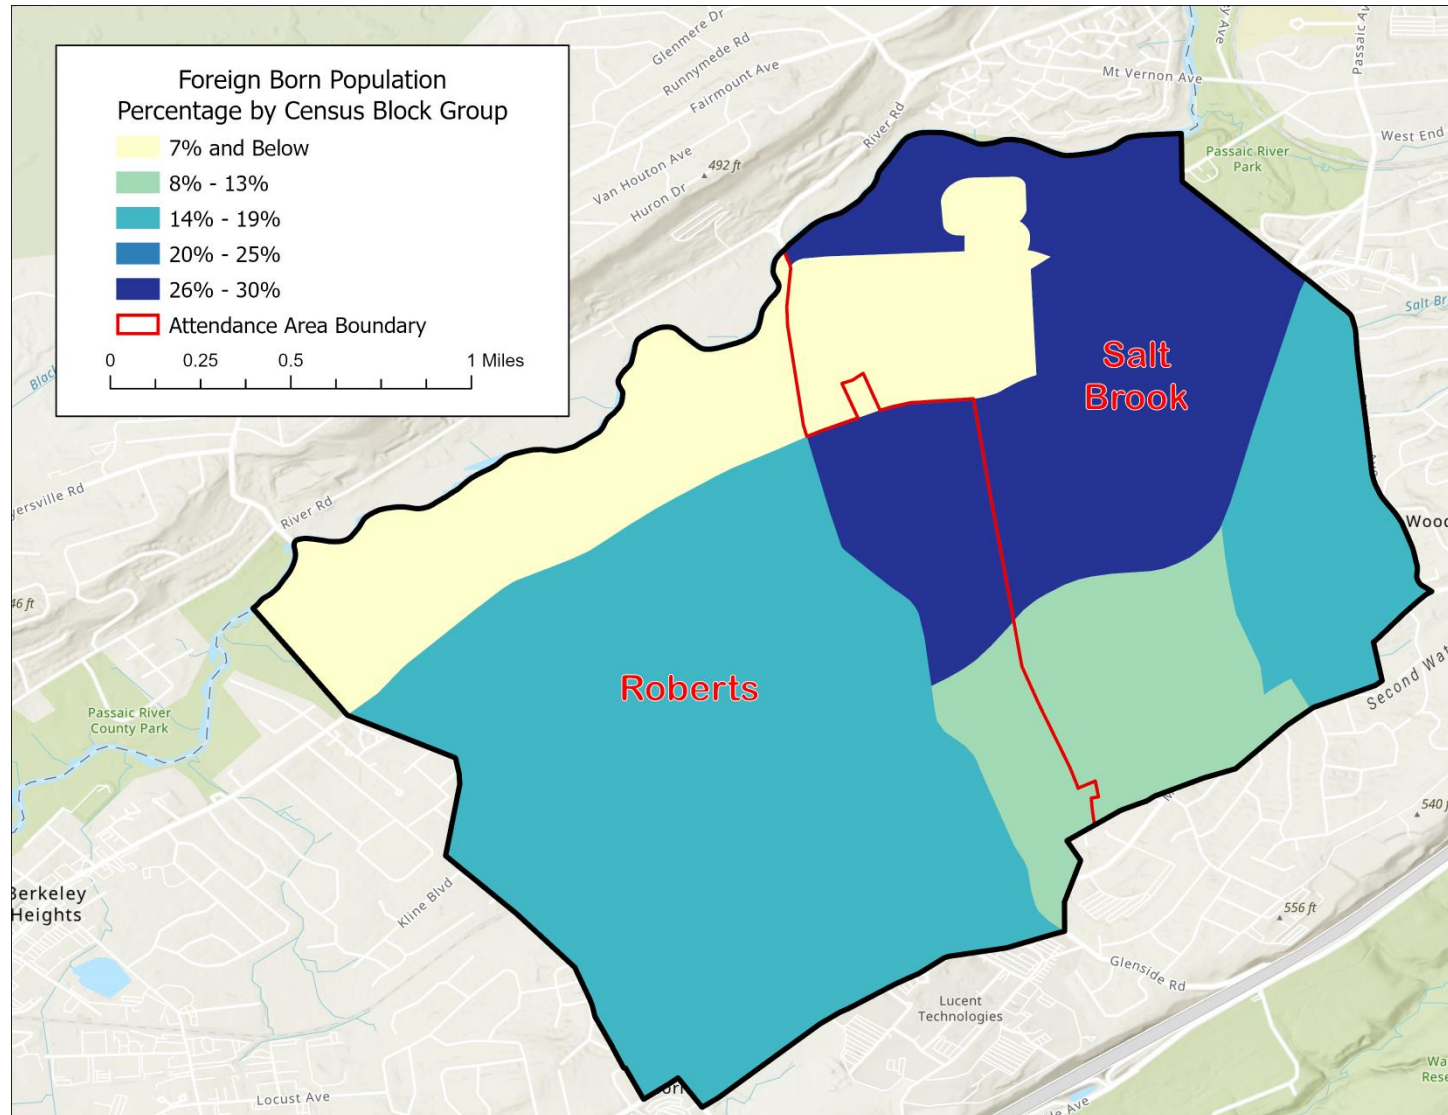 Foreign Born Population
Percentage by Census Block Group
7% and Below
8% - 13%
14% - 19%
20% - 25%
26% - 30%
Attendance Area Boundary
0 0.25 0.5 1 Miles
Glenmere Dr
Runnymede Rd
Fairmount Ave
River Rd
Van Houton Ave
492 ft
Huron Dr
Mt Vernon Ave
Passaic Av
West End
Passaic River
Park
Salt Br
Salt
Brook
River Rd
46 ft
Wood
Second Wat
Roberts
Passaic River
County Park
Berkeley
Heights
Kline Blvd
540 f
556 ft
Glenside Rd
Lucent
Technologies
Locust Ave